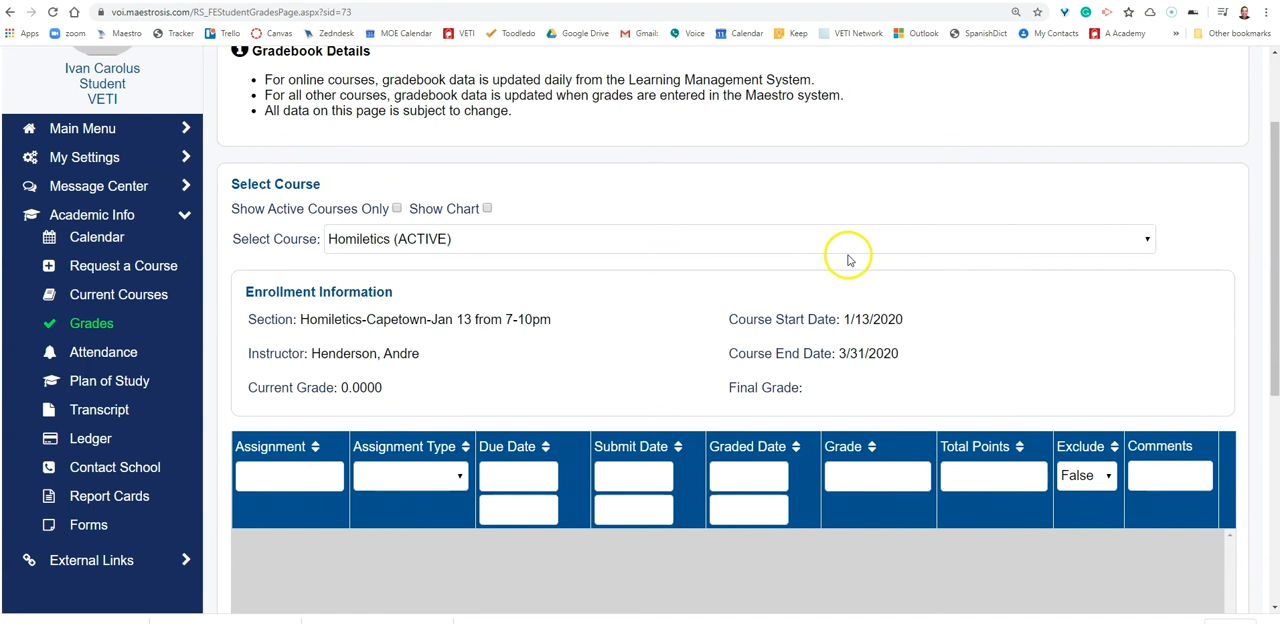 voi.maestrosis.com/RS_FEStudentGradesPage.aspx?sid=73
Apps zoom Maestro Tracker Trello Canvas Zedndesk MOE Calendar VETI Toolledo Google Drive Gmail: Voice Calendar Keep VETI Network Outlook SpanishDict My Contacts A Academy » Other bookmarks
Ivan Carolus
Student
VETI
Main Menu
My Settings
Message Center
Academic Info
Calendar
Request a Course
Current Courses
Grades
Attendance
Plan of Study
Transcript
Ledger
Contact School
Report Cards
Forms
External Links
Gradebook Details
• For online courses, gradebook data is updated daily from the Learning Management System.
• For all other courses, gradebook data is updated when grades are entered in the Maestro system.
• All data on this page is subject to change.
Select Course
Show Active Courses Only Show Chart
Select Course: Homiletics (ACTIVE)
Enrollment Information
Section: Homiletics-Capetown-Jan 13 from 7-10pm Course Start Date: 1/13/2020
Instructor: Henderson, Andre Course End Date: 3/31/2020
Current Grade: 0.0000 Final Grade:
Assignment Assignment Type Due Date Submit Date Graded Date Grade Total Points Exclude Comments
False